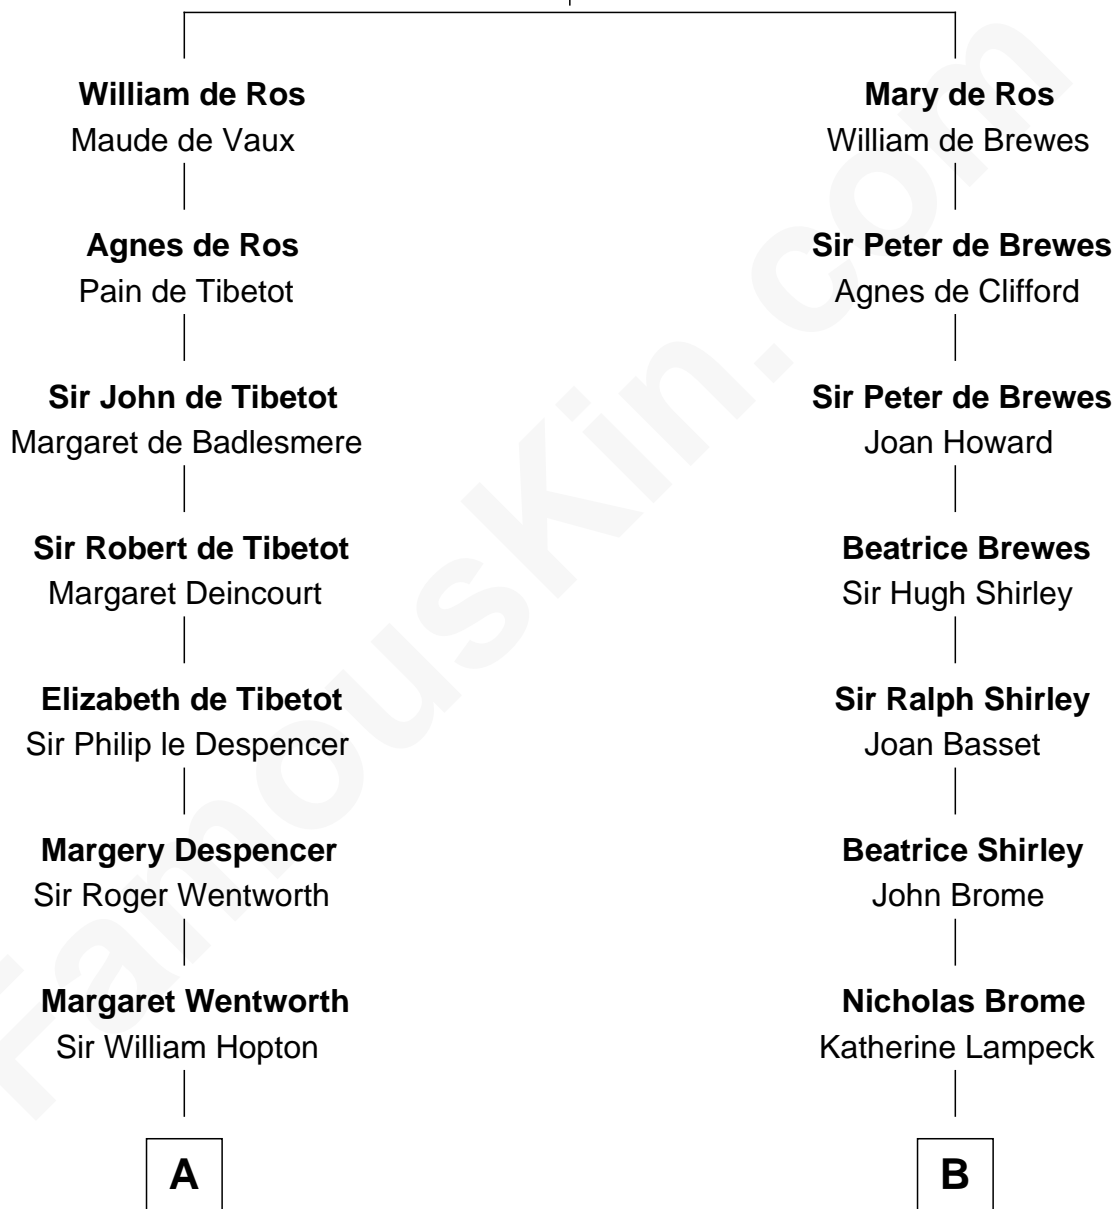 William de Ros
Maude de Vaux
Agnes de Ros
Pain de Tibetot
Sir John de Tibetot
Margaret de Badlesmere
Sir Robert de Tibetot
Margaret Deincourt
Elizabeth de Tibetot
Sir Philip le Despencer
Margery Despencer
Sir Roger Wentworth
Margaret Wentworth
Sir William Hopton
A
Mary de Ros
William de Brewes
Sir Peter de Brewes
Agnes de Clifford
Sir Peter de Brewes
Joan Howard
Beatrice Brewes
Sir Hugh Shirley
Sir Ralph Shirley
Joan Basset
Beatrice Shirley
John Brome
Nicholas Brome
Katherine Lampeck
B
FamousKin.com